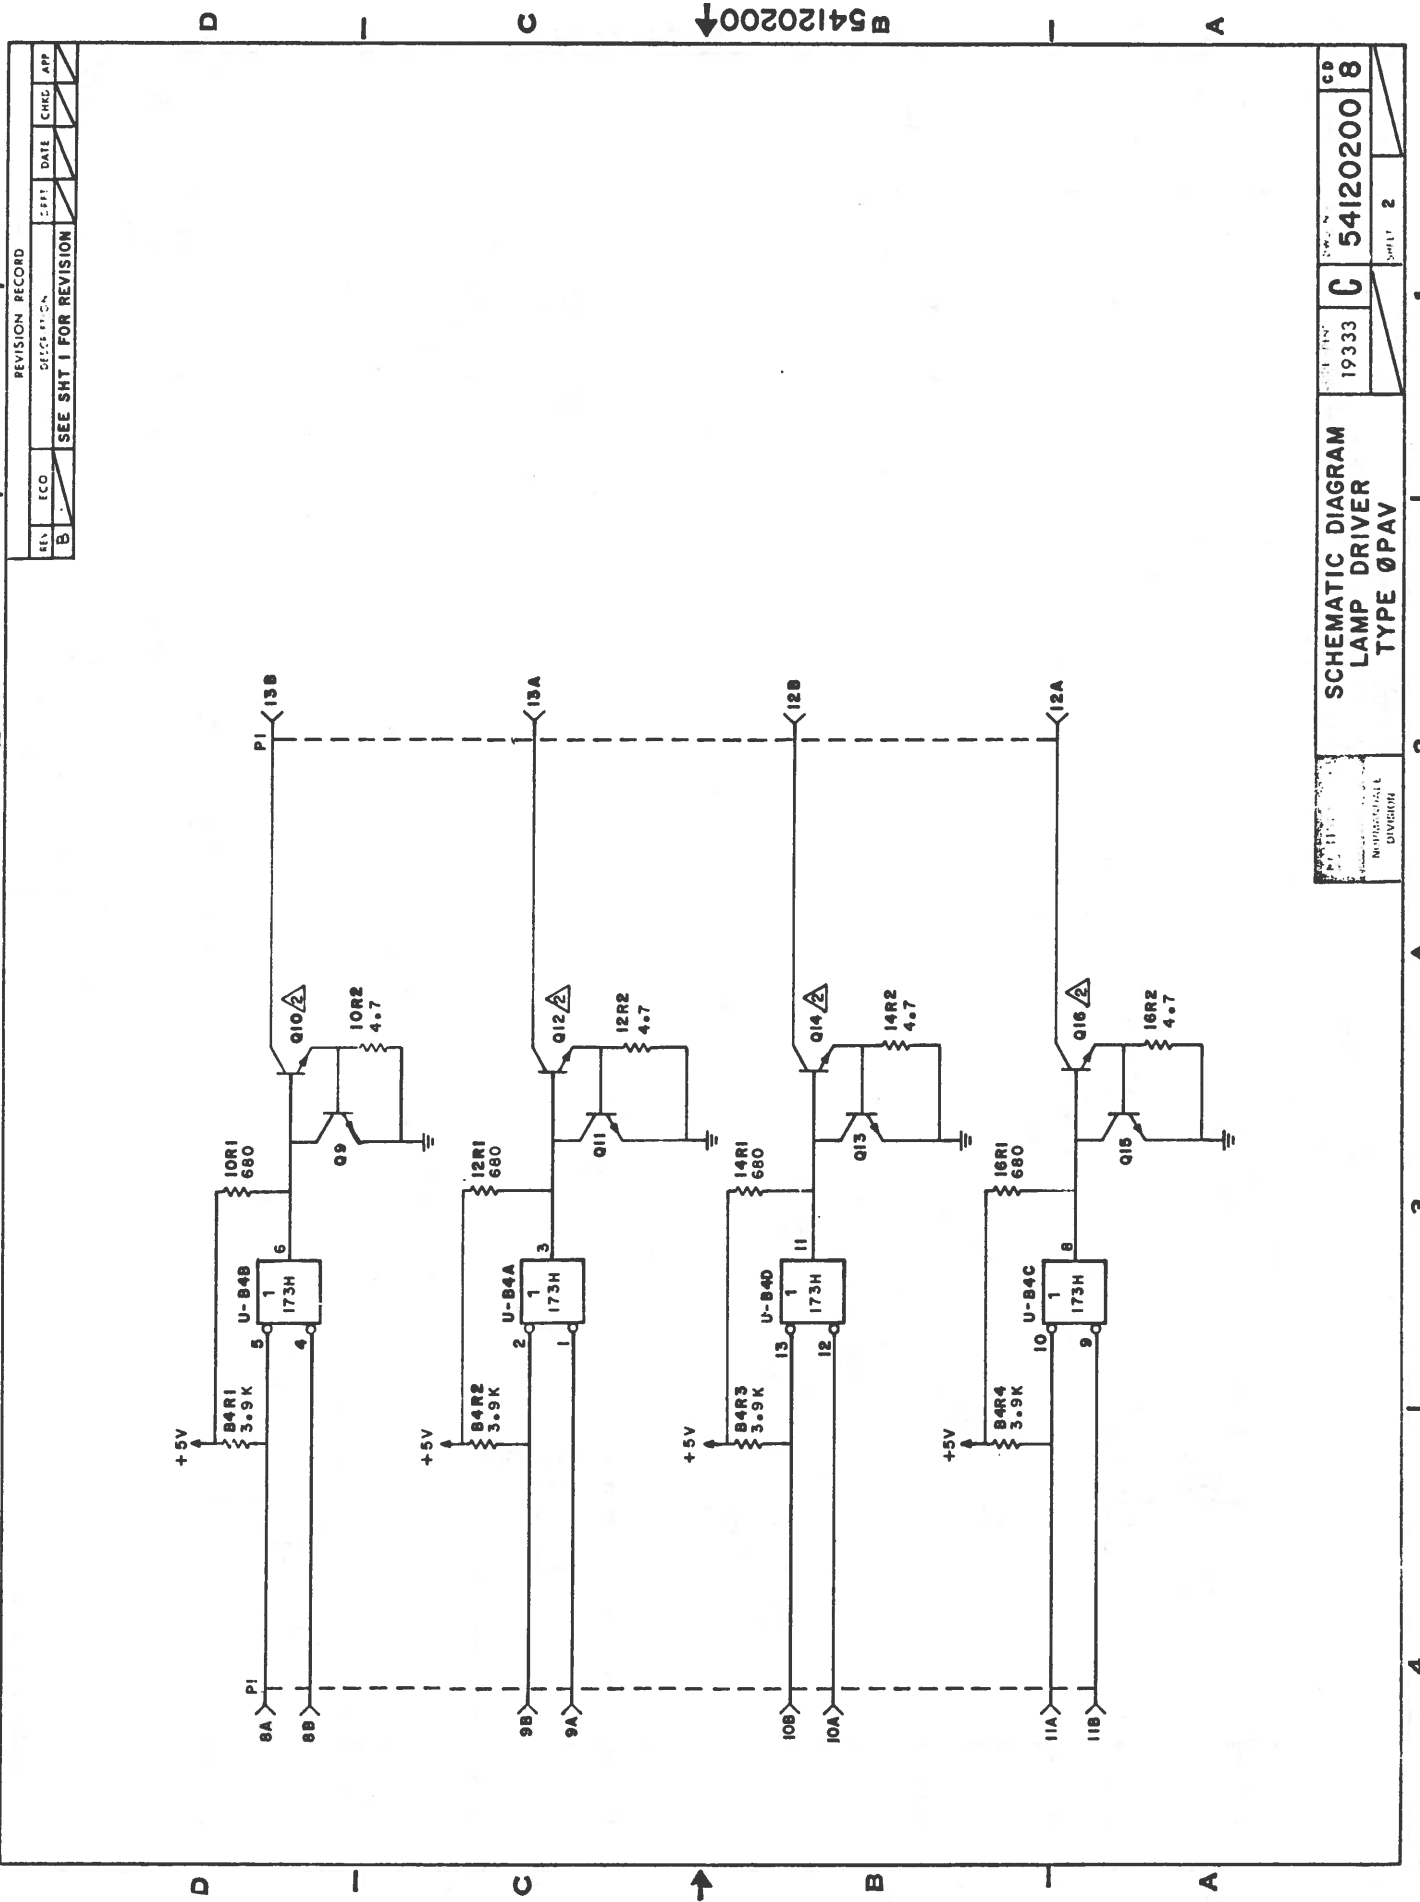 REVISION RECORD
REV ECO DATE CHKD APP
B SEE SHT 1 FOR REVISION
54120200
D
C
B
A
P1
8A
8B
+5V
B4R1
3.9K
5
4
U-B4B
1
173H
6
10R1
680
Q9
Q10 2
10R2
4.7
P1
13B
9B
9A
+5V
B4R2
3.9K
2
1
U-B4A
1
173H
3
12R1
680
Q11
Q12 2
12R2
4.7
13A
10B
10A
+5V
B4R3
3.9K
13
12
U-B4D
1
173H
11
14R1
680
Q13
Q14 2
14R2
4.7
12B
11A
11B
+5V
B4R4
3.9K
10
9
U-B4C
1
173H
8
16R1
680
Q15
Q16 2
16R2
4.7
12A
D
C
B
A
DIVISION
SCHEMATIC DIAGRAM
LAMP DRIVER
TYPE ØPAV
19333
C
54120200
CD
8
SHEET 2
4
3